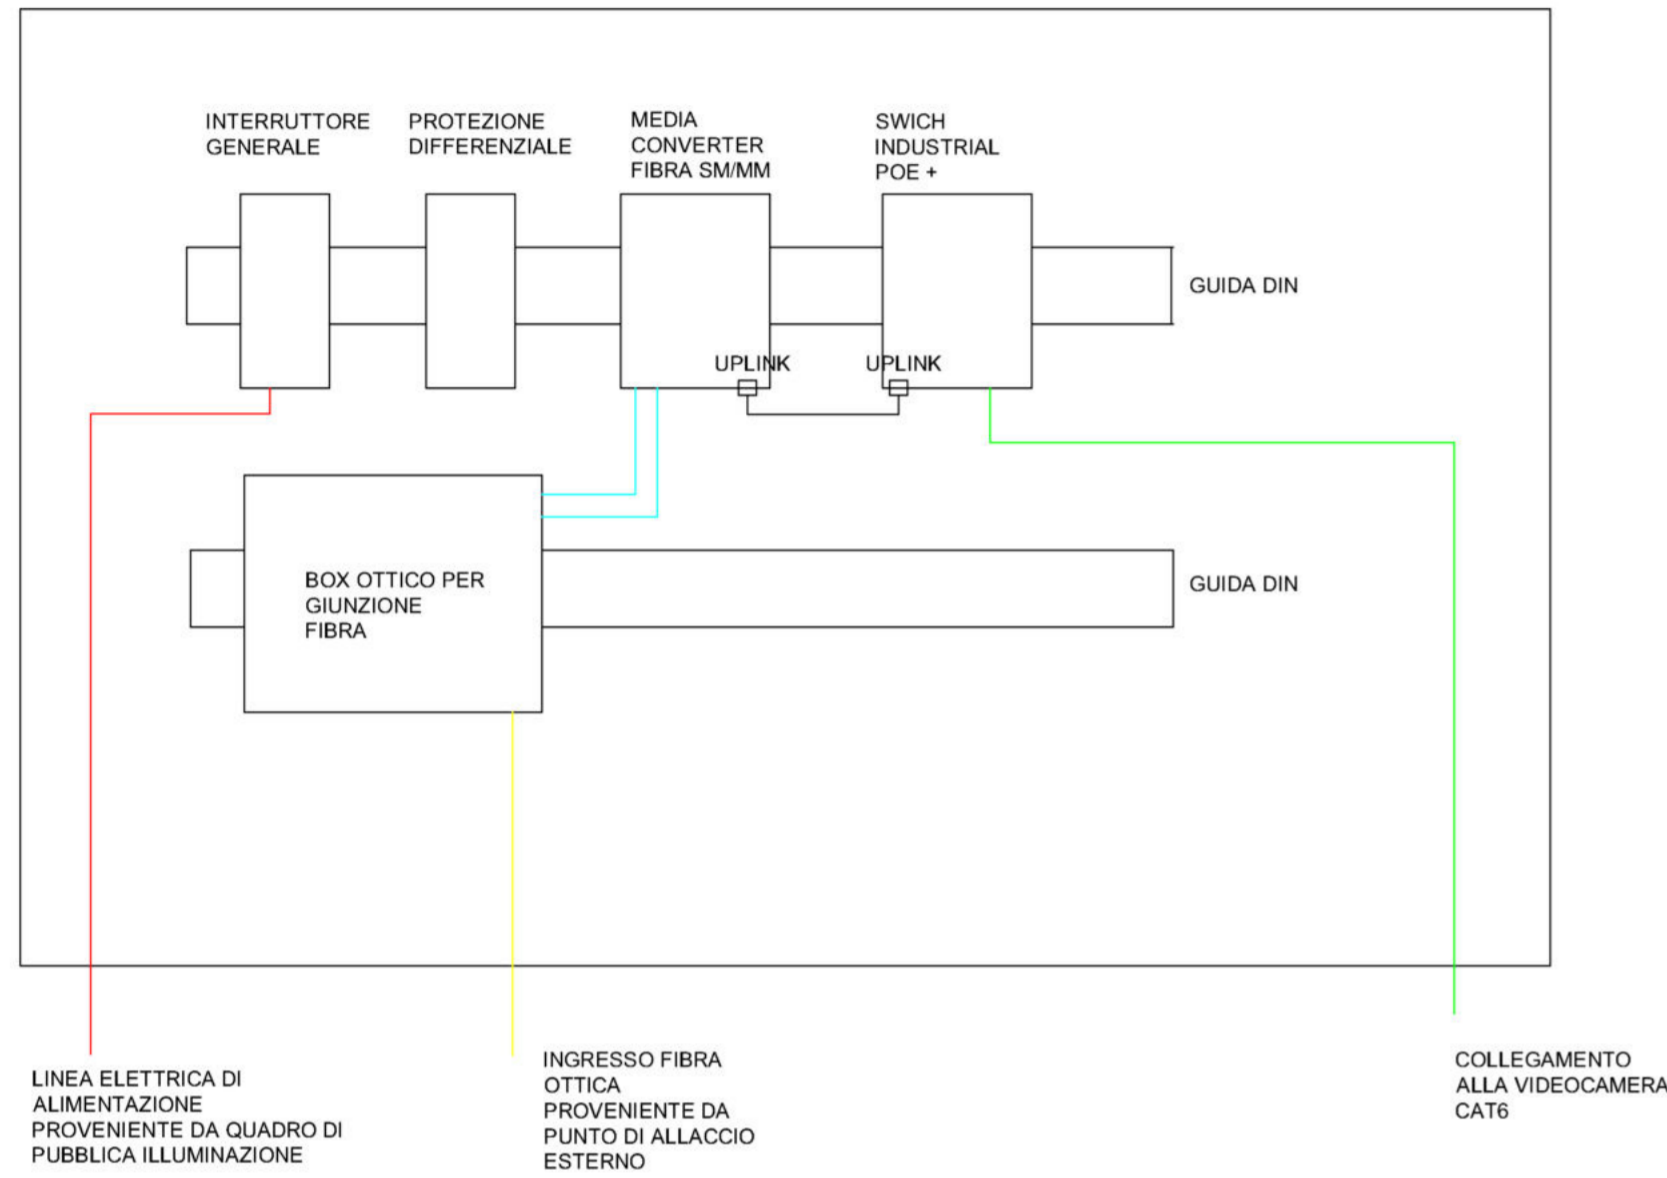 INTERRUTTORE
GENERALE
PROTEZIONE
DIFFERENZIALE
MEDIA
CONVERTER
FIBRA SM/MM
SWICH
INDUSTRIAL
POE +
GUIDA DIN
UPLINK
UPLINK
BOX OTTICO PER
GIUNZIONE
FIBRA
GUIDA DIN
LINEA ELETTRICA DI
ALIMENTAZIONE
PROVENIENTE DA QUADRO DI
PUBBLICA ILLUMINAZIONE
INGRESSO FIBRA
OTTICA
PROVENIENTE DA
PUNTO DI ALLACCIO
ESTERNO
COLLEGAMENTO
ALLA VIDEOCAMERA
CAT6